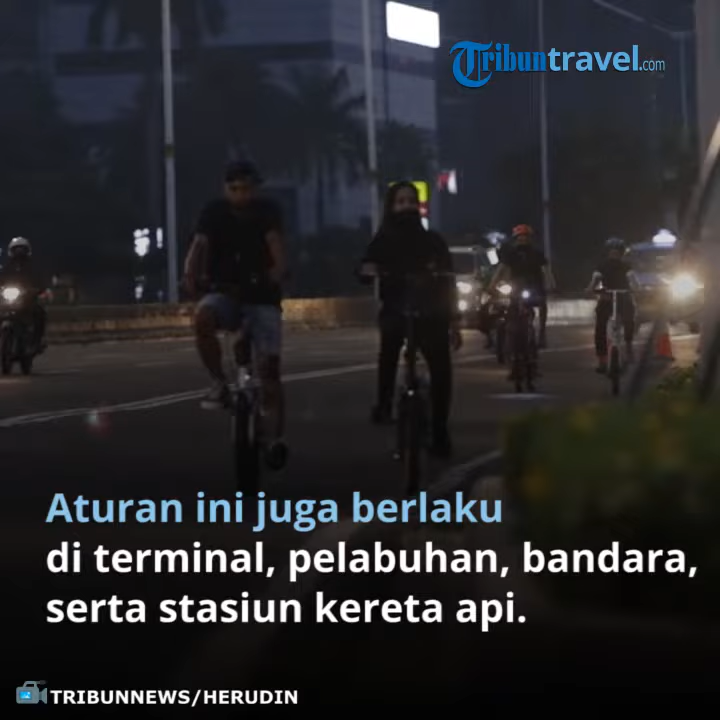 Tribuntravel.com
Aturan ini juga berlaku
di terminal, pelabuhan, bandara,
serta stasiun kereta api.
TRIBUNNEWS/HERUDIN